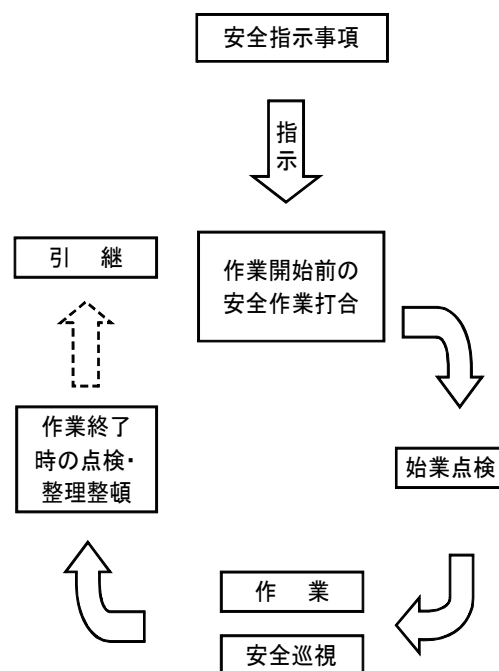 安全指示事項
指示
引　継
作業開始前の
安全作業打合
作業終了
時の点検・
整理整頓
始業点検
作　業
安全巡視